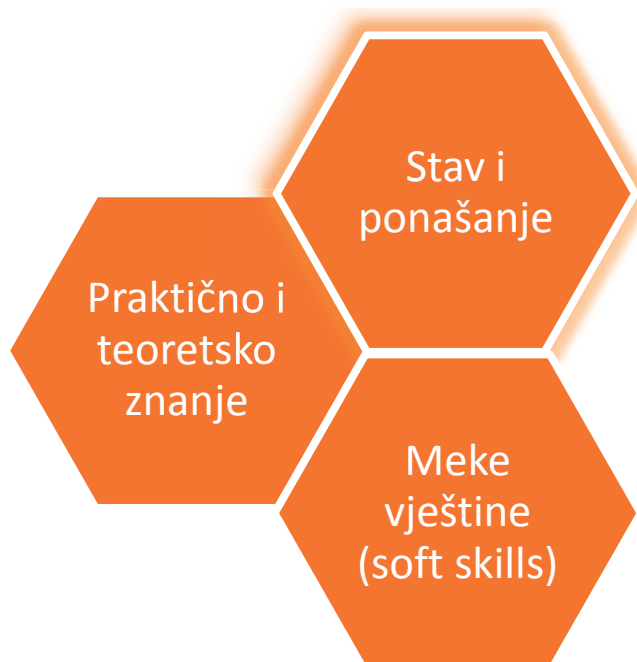 Stav i
ponašanje
Praktično i
teoretsko
znanje
Meke
vještine
(soft skills)